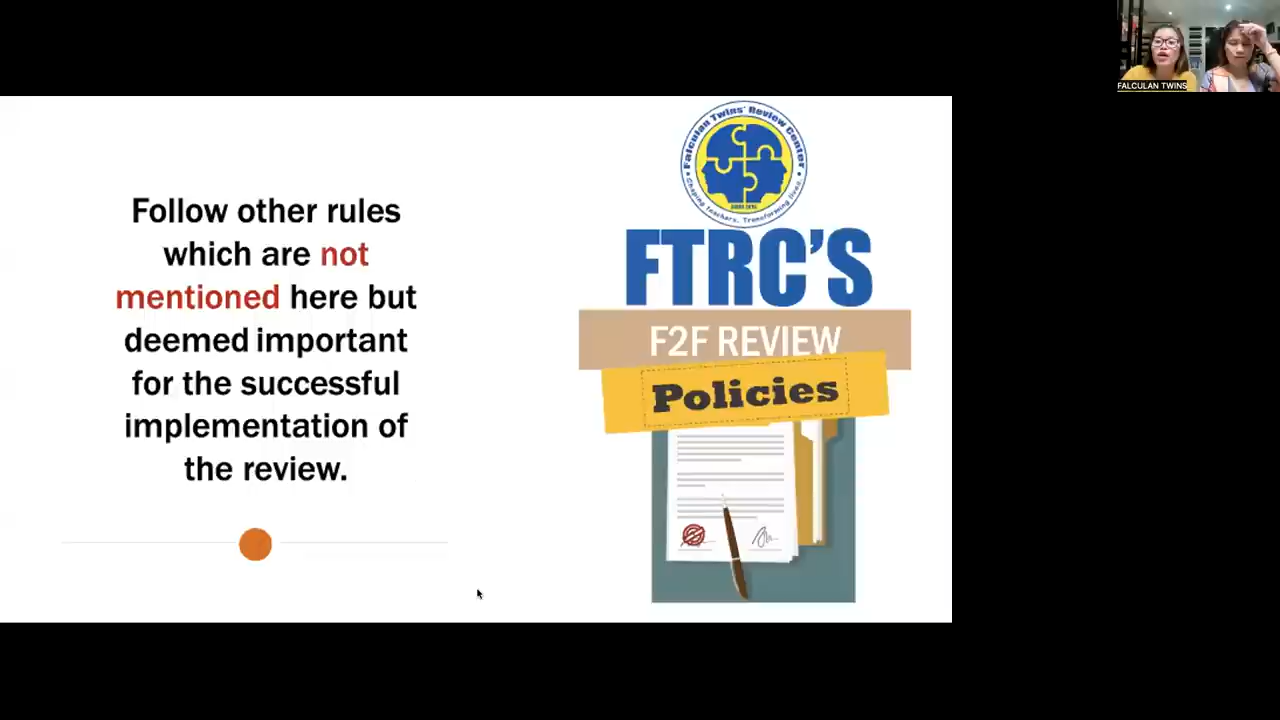 FALCULAN TWINS
Falculan Twins' Review Center
Shaping teachers, Transforming lives.
Follow other rules
which are not
mentioned here but
deemed important
for the successful
implementation of
the review.
FTRC'S
F2F REVIEW
Policies